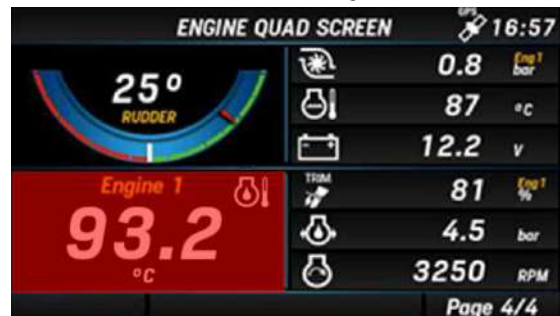 ENGINE QUAD SCREEN GPS 16:57
25° RUDDER
0.8 Eng1 bar
87 °C
12.2 V
Engine 1
93.2
°C
TRIM 81 Eng1 %
4.5 bar
3250 RPM
Page 4/4